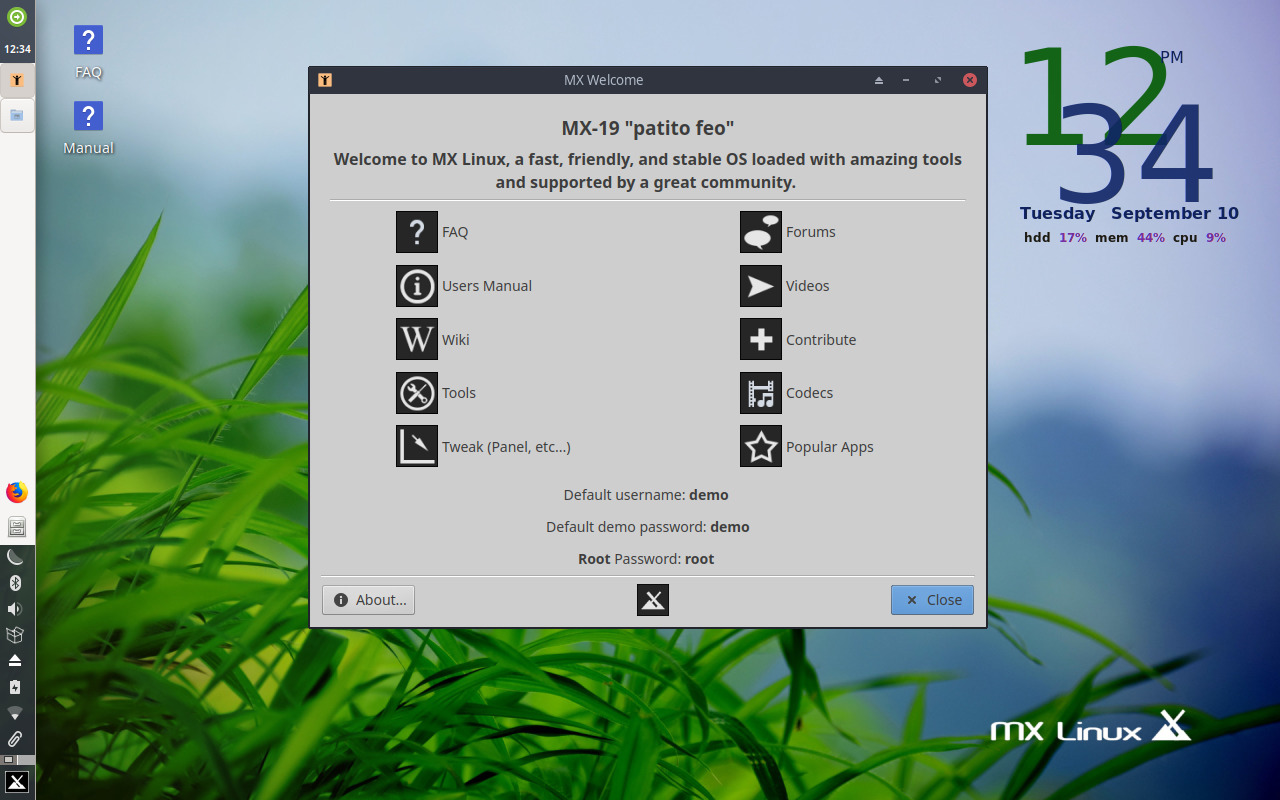 12:34
FAQ
Manual
MX Welcome
MX-19 "patito feo"
Welcome to MX Linux, a fast, friendly, and stable OS loaded with amazing tools
and supported by a great community.
FAQ
Forums
Users Manual
Videos
Wiki
Contribute
Tools
Codecs
Tweak (Panel, etc...)
Popular Apps
Default username: demo
Default demo password: demo
Root Password: root
About...
Close
12 PM
34
Tuesday September 10
hdd 17% mem 44% cpu 9%
MX Linux